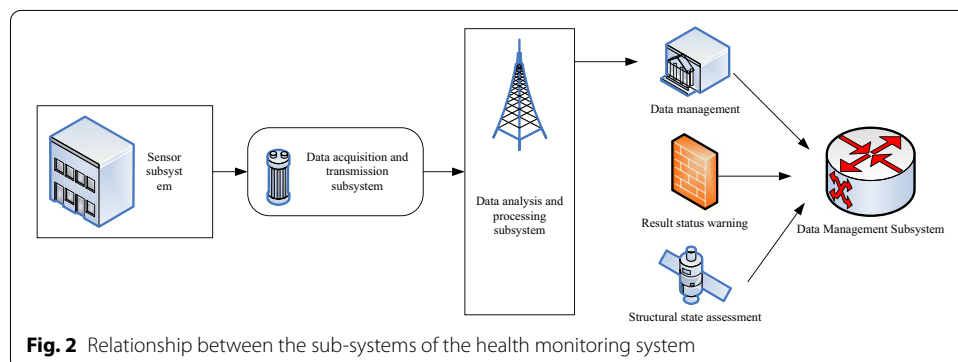 Sensor
subsyst
em
Data acquisition and
transmission
subsystem
Data analysis and
processing
subsystem
Data management
Result status warning
Structural state assessment
Data Management Subsystem
Fig. 2 Relationship between the sub-systems of the health monitoring system